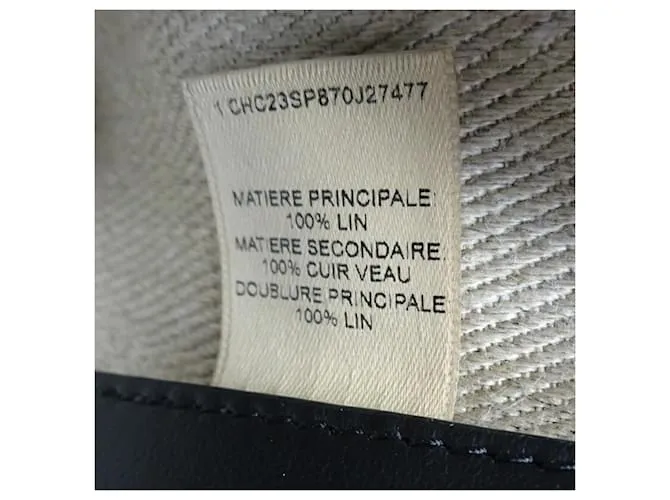 1 CHC23SP870J27477
MATIERE PRINCIPALE:
100% LIN
MATIERE SECONDAIRE:
100% CUIR VEAU
DOUBLURE PRINCIPALE
100% LIN